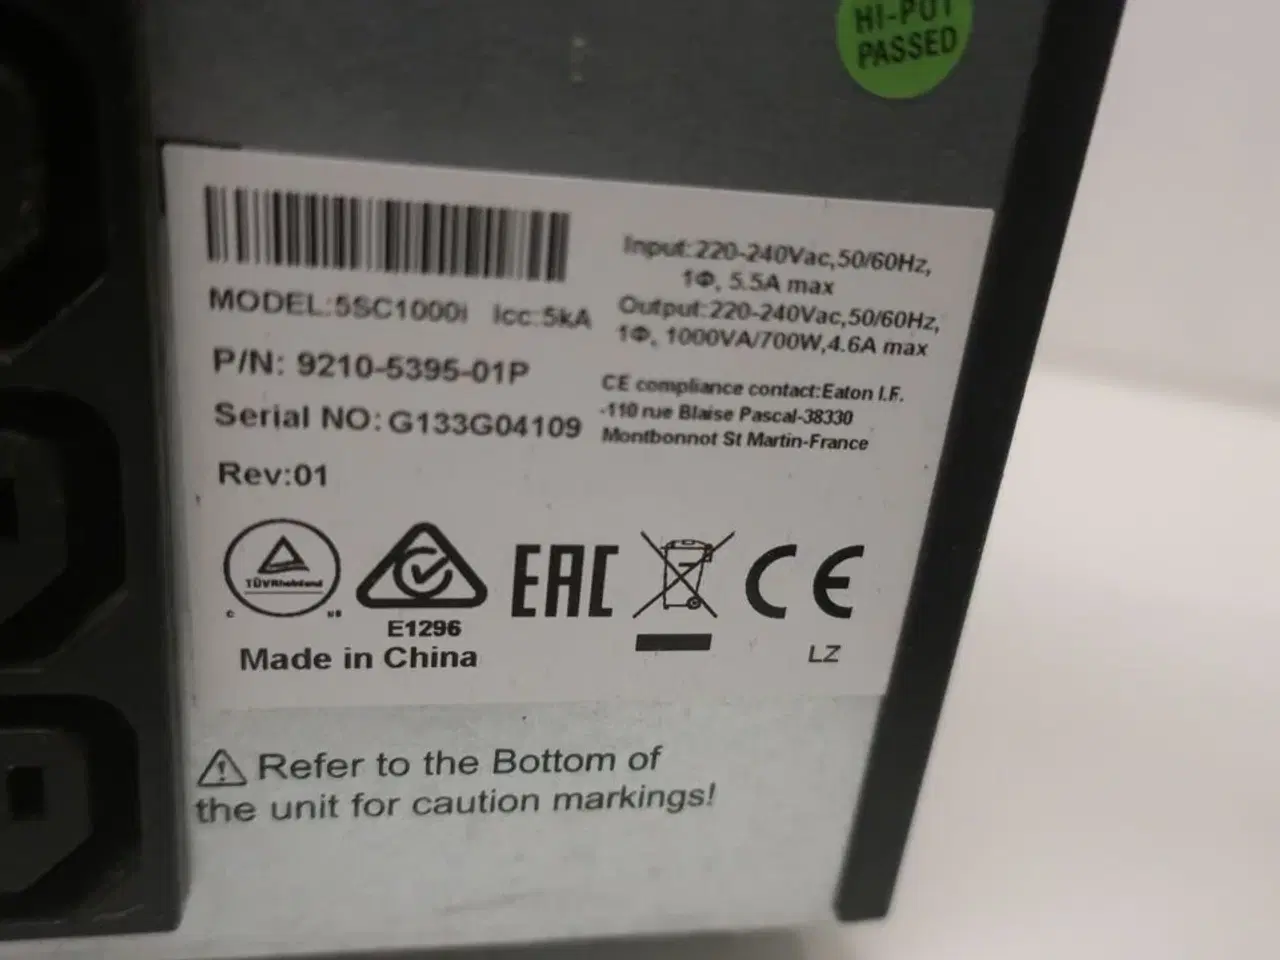 HI-POT
PASSED
MODEL:5SC1000i Icc:5kA
P/N: 9210-5395-01P
Serial NO:G133G04109
Rev:01
Input:220-240Vac,50/60Hz,
1Φ, 5.5A max
Output:220-240Vac,50/60Hz,
1Φ, 1000VA/700W,4.6A max
CE compliance contact:Eaton I.F.
-110 rue Blaise Pascal-38330
Montbonnot St Martin-France
TÜVRheinland
C US
E1296
EAC
CE
Made in China
LZ
Refer to the Bottom of
the unit for caution markings!